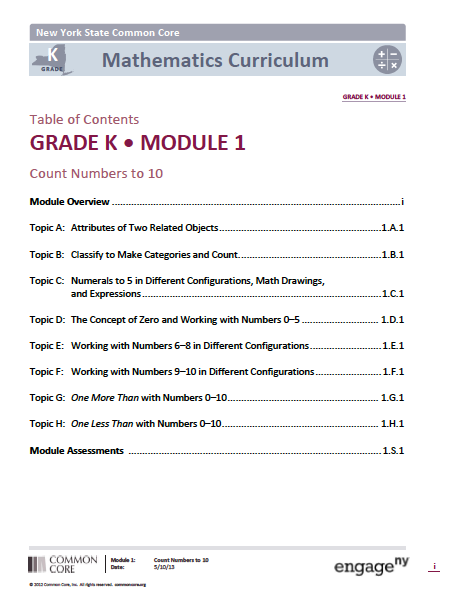 New York State Common Core
K
GRADE
Mathematics Curriculum
GRADE K • MODULE 1
Table of Contents
GRADE K • MODULE 1
Count Numbers to 10
Module Overview ......................................................................................................... i
Topic A: Attributes of Two Related Objects ........................................................... 1.A.1
Topic B: Classify to Make Categories and Count .................................................... 1.B.1
Topic C: Numerals to 5 in Different Configurations, Math Drawings,
and Expressions ...................................................................................... 1.C.1
Topic D: The Concept of Zero and Working with Numbers 0–5 ............................ 1.D.1
Topic E: Working with Numbers 6–8 in Different Configurations .......................... 1.E.1
Topic F: Working with Numbers 9–10 in Different Configurations ........................ 1.F.1
Topic G: One More Than with Numbers 0–10 ....................................................... 1.G.1
Topic H: One Less Than with Numbers 0–10 ......................................................... 1.H.1
Module Assessments ............................................................................................. 1.S.1
COMMON
CORE
Module 1: Count Numbers to 10
Date: 5/10/13
engageny
i
© 2012 Common Core, Inc. All rights reserved. commoncore.org